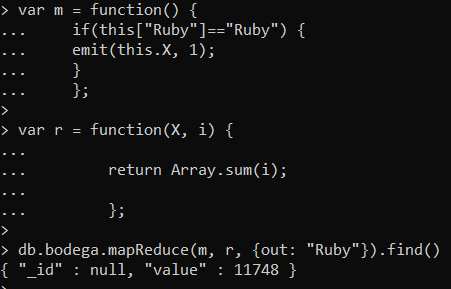 > var m = function() {
...     if(this["Ruby"]=="Ruby") {
...     emit(this.X, 1);
...     }
...     };
>
> var r = function(X, i) {
...
...         return Array.sum(i);
...
...         };
>
> db.bodega.mapReduce(m, r, {out: "Ruby"}).find()
{ "_id" : null, "value" : 11748 }
>